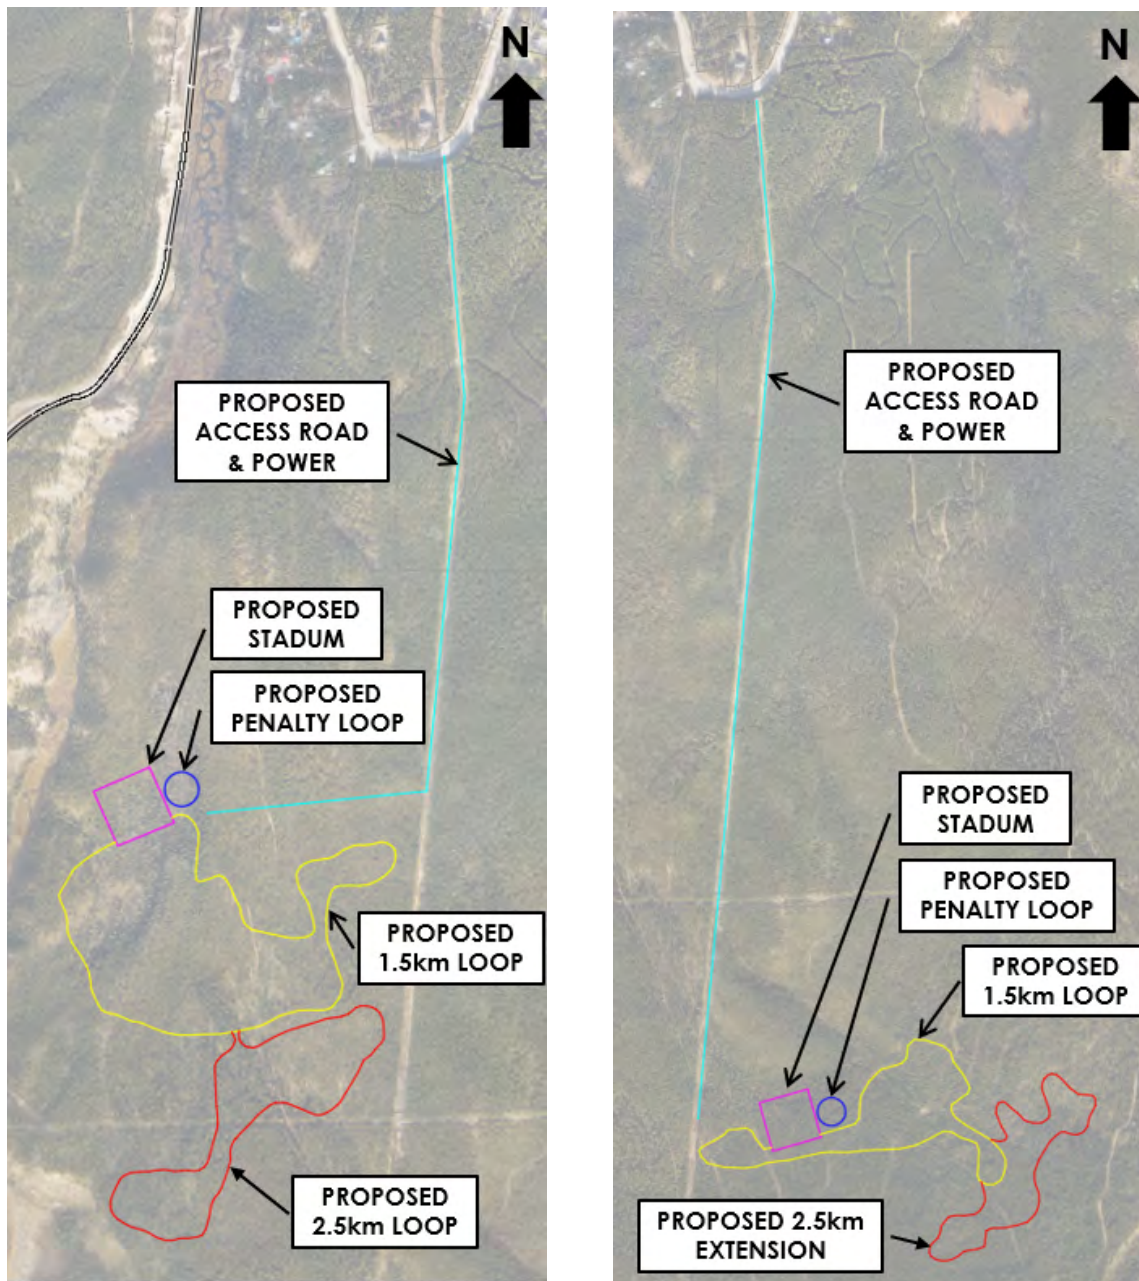 N
PROPOSED
ACCESS ROAD
& POWER
PROPOSED
STADUM
PROPOSED
PENALTY LOOP
PROPOSED
1.5km LOOP
PROPOSED
2.5km LOOP
N
PROPOSED
ACCESS ROAD
& POWER
PROPOSED
STADUM
PROPOSED
PENALTY LOOP
PROPOSED
1.5km LOOP
PROPOSED 2.5km
EXTENSION